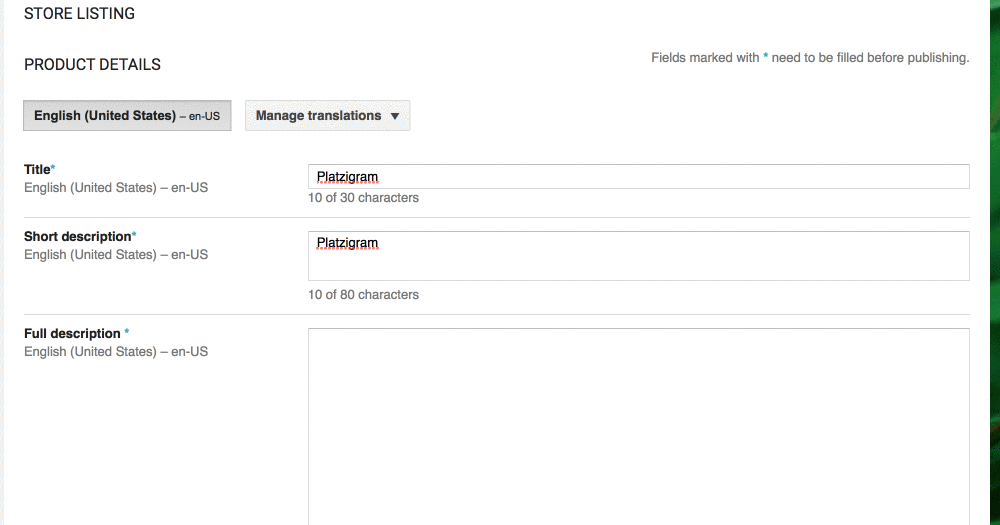 STORE LISTING
Fields marked with * need to be filled before publishing.
PRODUCT DETAILS
English (United States) – en-US
Manage translations ▼
Title*
English (United States) – en-US
Platzigram
10 of 30 characters
Short description*
English (United States) – en-US
Platzigram
10 of 80 characters
Full description *
English (United States) – en-US